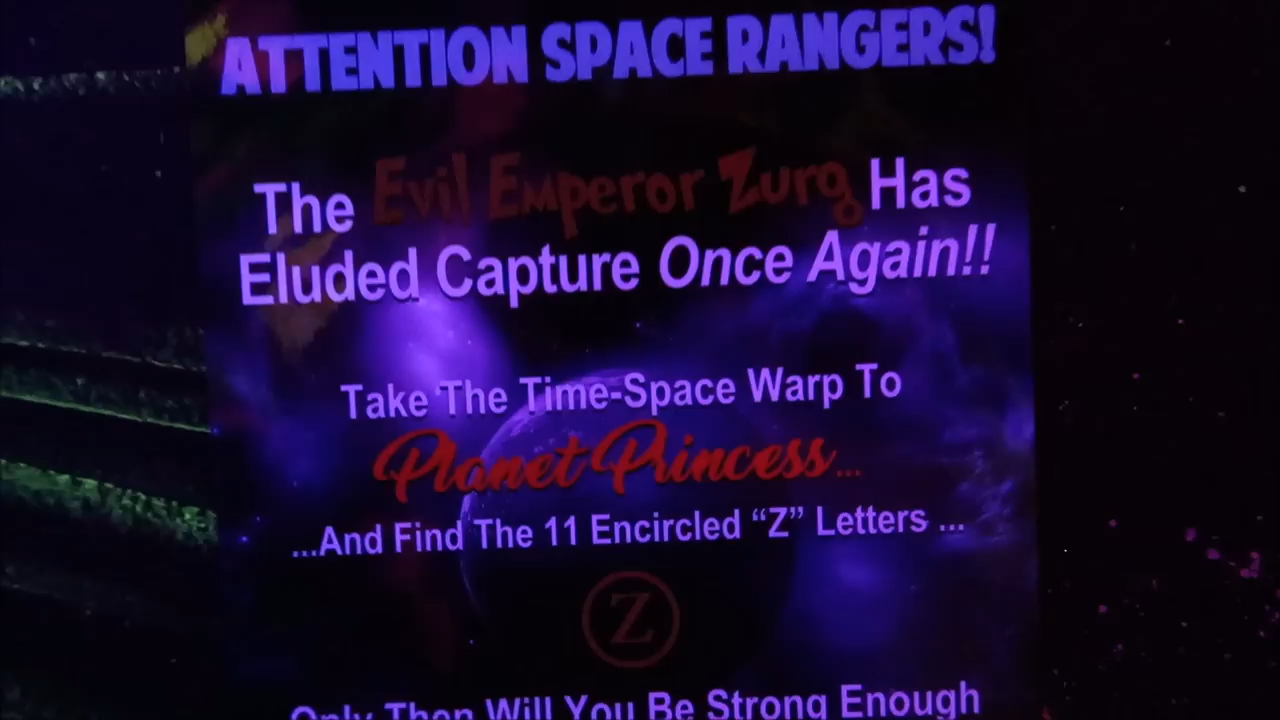 ATTENTION SPACE RANGERS!
The Evil Emperor Zurg Has
Eluded Capture Once Again!!
Take The Time-Space Warp To
Planet Princess...
...And Find The 11 Encircled “Z” Letters ...
Z
Only Then Will You Be Strong Enough